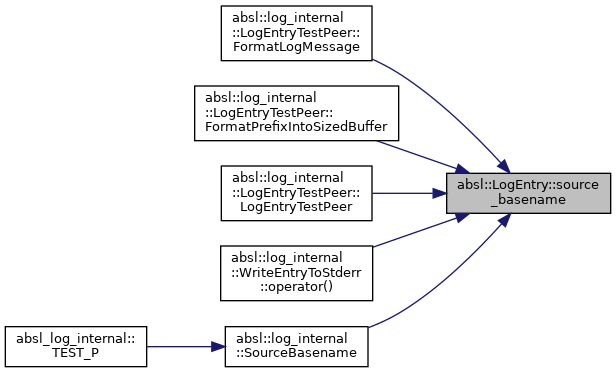 absl::log_internal
::LogEntryTestPeer::
FormatLogMessage
absl::log_internal
::LogEntryTestPeer::
FormatPrefixIntoSizedBuffer
absl::log_internal
::LogEntryTestPeer::
LogEntryTestPeer
absl::LogEntry::source
_basename
absl::log_internal
::WriteEntryToStderr
::operator()
absl_log_internal::
TEST_P
absl::log_internal
::SourceBasename